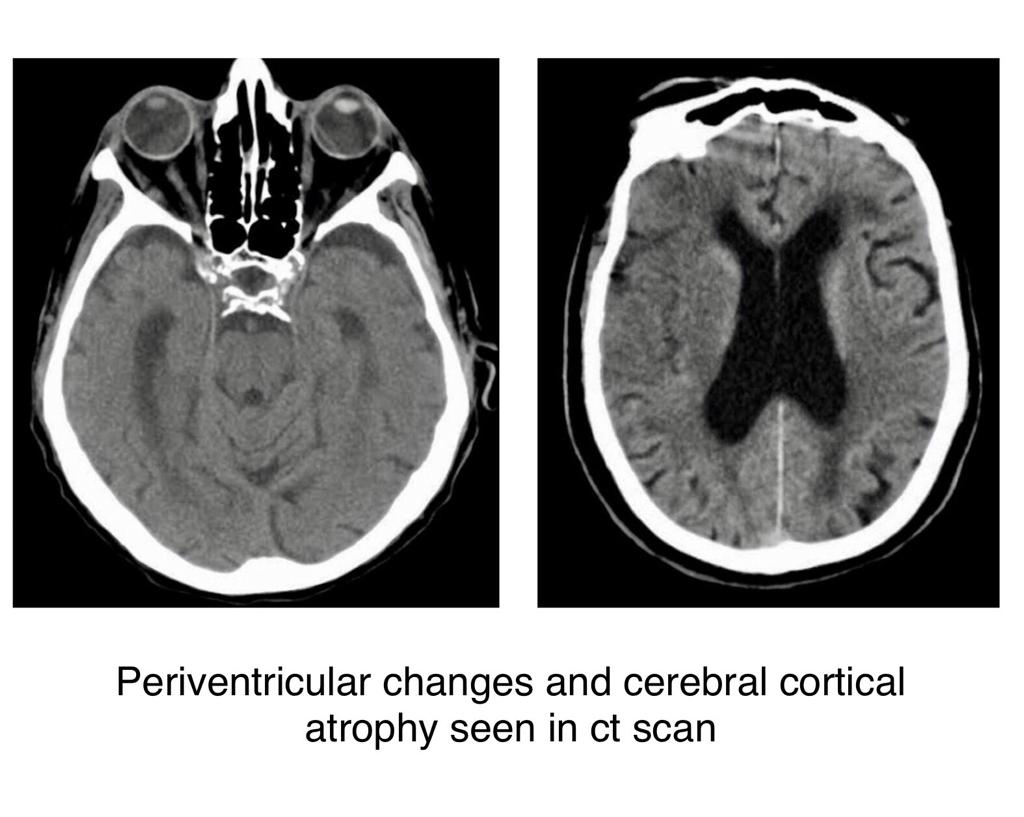 Periventricular changes and cerebral cortical
atrophy seen in ct scan